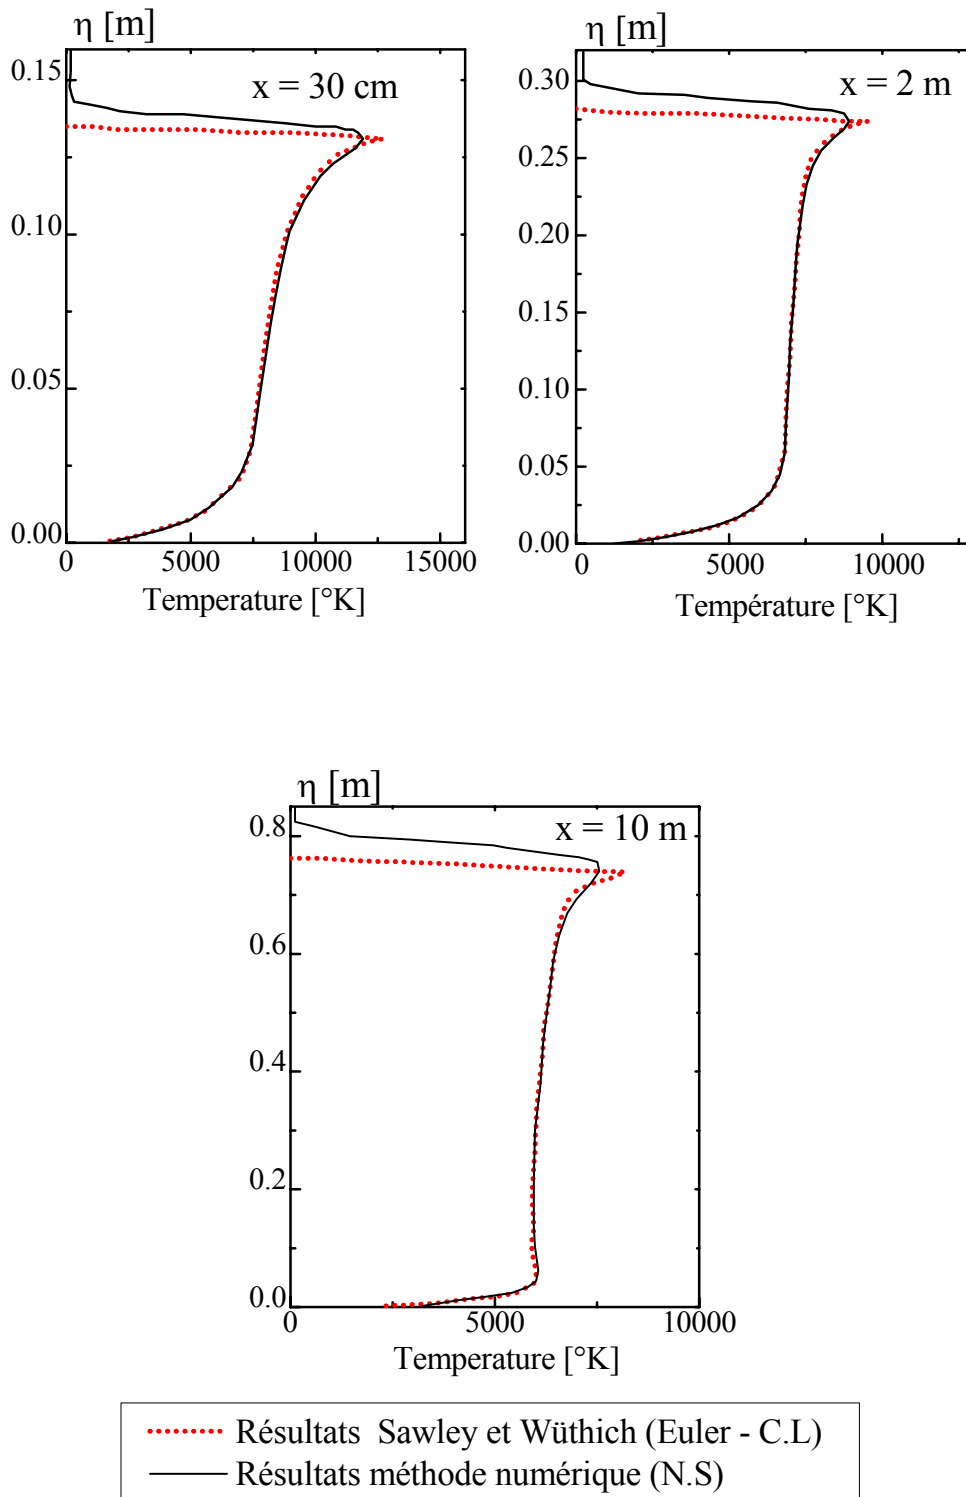 η [m]
x = 30 cm
0.15
0.10
0.05
0.00
0 5000 10000 15000
Temperature [°K]
η [m]
x = 2 m
0.30
0.25
0.20
0.15
0.10
0.05
0.00
0 5000 10000
Température [°K]
η [m]
x = 10 m
0.8
0.6
0.4
0.2
0.0
0 5000 10000
Temperature [°K]
Résultats Sawley et Wüthich (Euler - C.L)
Résultats méthode numérique (N.S)